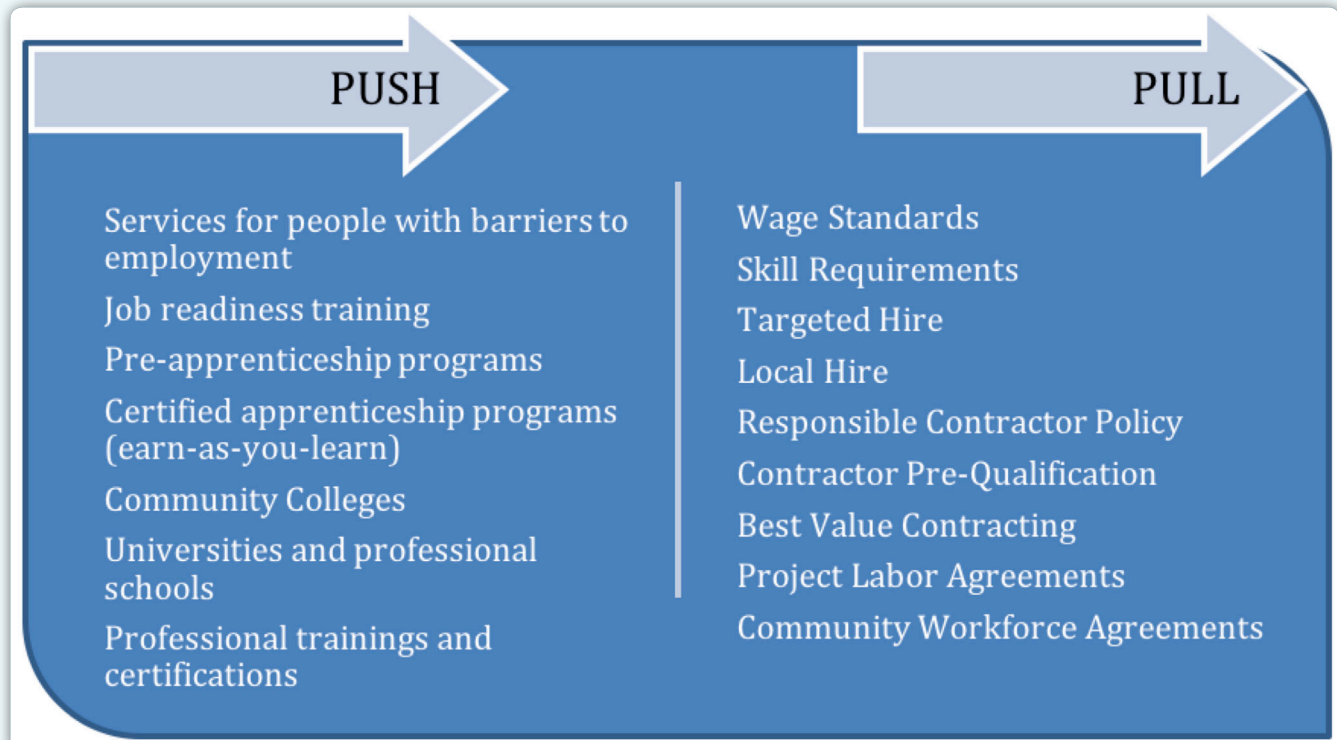 PUSH
Services for people with barriers to
employment
Job readiness training
Pre-apprenticeship programs
Certified apprenticeship programs
(earn-as-you-learn)
Community Colleges
Universities and professional
schools
Professional trainings and
certifications
PULL
Wage Standards
Skill Requirements
Targeted Hire
Local Hire
Responsible Contractor Policy
Contractor Pre-Qualification
Best Value Contracting
Project Labor Agreements
Community Workforce Agreements